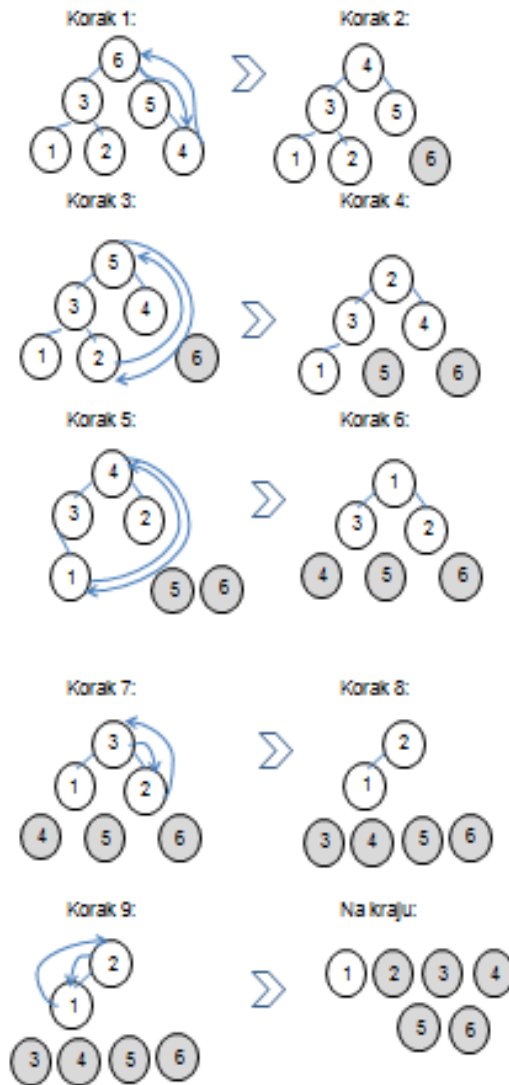 Korak 1: Korak 2:
6 4
3 5 3 5
1 2 4 1 2 6
Korak 3: Korak 4:
5 2
3 4 3 4
1 2 6 1 5 6
Korak 5: Korak 6:
4 1
3 2 3 2
1 5 6 4 5 6
Korak 7: Korak 8:
3 2
1 2 1
4 5 6 3 4 5 6
Korak 9: Na kraju:
2 1 2 3 4
1 5 6
3 4 5 6